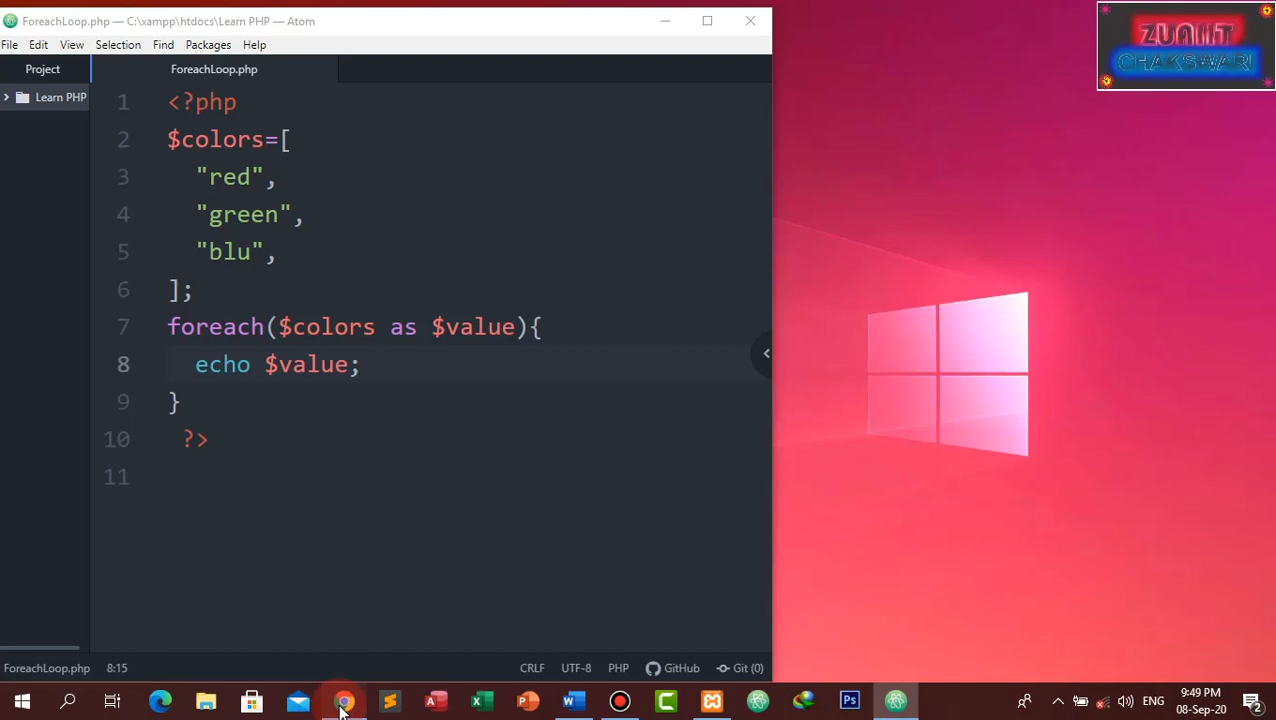 ForeachLoop.php — C:\xampp\htdocs\Learn PHP — Atom
File Edit View Selection Find Packages Help
Project
ForeachLoop.php
Learn PHP
1 <?php
2 $colors=[
3 "red",
4 "green",
5 "blu",
6 ];
7 foreach($colors as $value){
8 echo $value;
9 }
10 ?>
11
ForeachLoop.php 8:15 CRLF UTF-8 PHP GitHub Git (0)
ZUAIIT
CHAKSWARI
ENG
9:49 PM
08-Sep-20
2